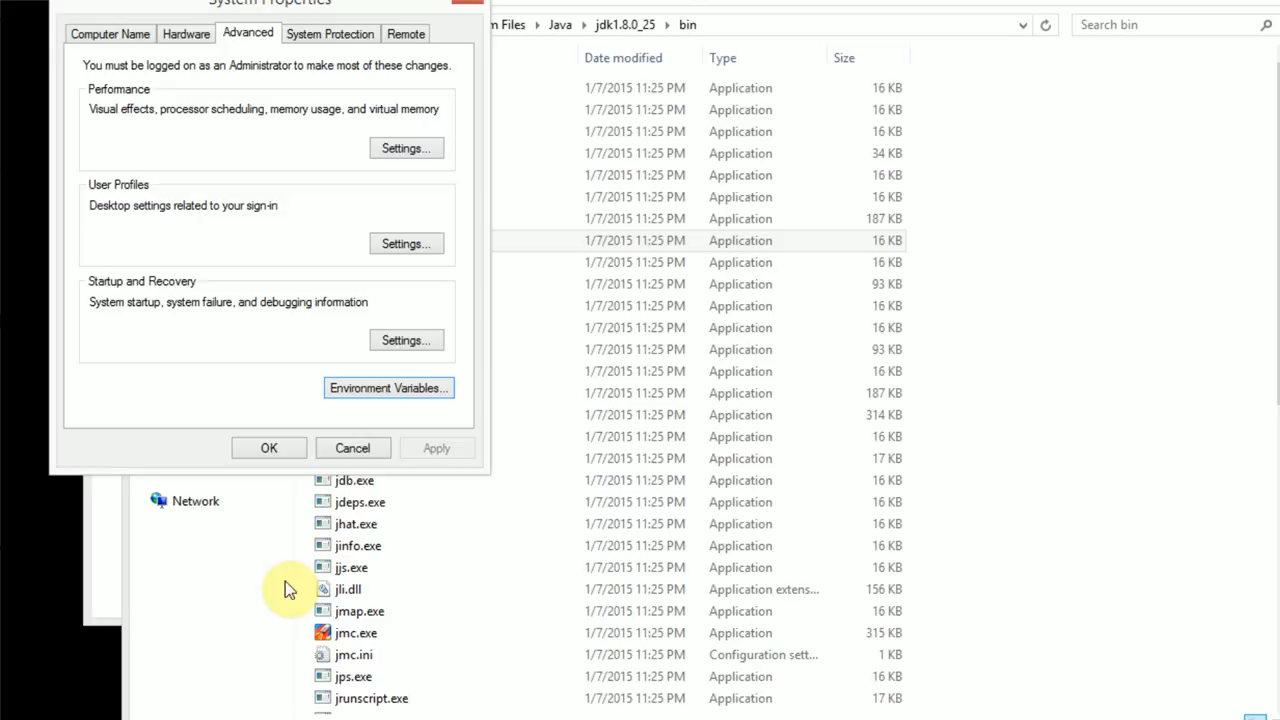 System Properties
Computer Name
Hardware
Advanced
System Protection
Remote
You must be logged on as an Administrator to make most of these changes.
Performance
Visual effects, processor scheduling, memory usage, and virtual memory
Settings...
User Profiles
Desktop settings related to your sign-in
Settings...
Startup and Recovery
System startup, system failure, and debugging information
Settings...
Environment Variables...
OK
Cancel
Apply
m Files
Java
jdk1.8.0_25
bin
Search bin
Date modified
Type
Size
1/7/2015 11:25 PM Application 16 KB
1/7/2015 11:25 PM Application 16 KB
1/7/2015 11:25 PM Application 16 KB
1/7/2015 11:25 PM Application 34 KB
1/7/2015 11:25 PM Application 16 KB
1/7/2015 11:25 PM Application 16 KB
1/7/2015 11:25 PM Application 187 KB
1/7/2015 11:25 PM Application 16 KB
1/7/2015 11:25 PM Application 16 KB
1/7/2015 11:25 PM Application 93 KB
1/7/2015 11:25 PM Application 16 KB
1/7/2015 11:25 PM Application 16 KB
1/7/2015 11:25 PM Application 93 KB
1/7/2015 11:25 PM Application 16 KB
1/7/2015 11:25 PM Application 187 KB
1/7/2015 11:25 PM Application 314 KB
1/7/2015 11:25 PM Application 16 KB
1/7/2015 11:25 PM Application 17 KB
Network
jdb.exe 1/7/2015 11:25 PM Application 16 KB
jdeps.exe 1/7/2015 11:25 PM Application 16 KB
jhat.exe 1/7/2015 11:25 PM Application 16 KB
jinfo.exe 1/7/2015 11:25 PM Application 16 KB
jjs.exe 1/7/2015 11:25 PM Application 16 KB
jli.dll 1/7/2015 11:25 PM Application extens... 156 KB
jmap.exe 1/7/2015 11:25 PM Application 16 KB
jmc.exe 1/7/2015 11:25 PM Application 315 KB
jmc.ini 1/7/2015 11:25 PM Configuration sett... 1 KB
jps.exe 1/7/2015 11:25 PM Application 16 KB
jrunscript.exe 1/7/2015 11:25 PM Application 17 KB